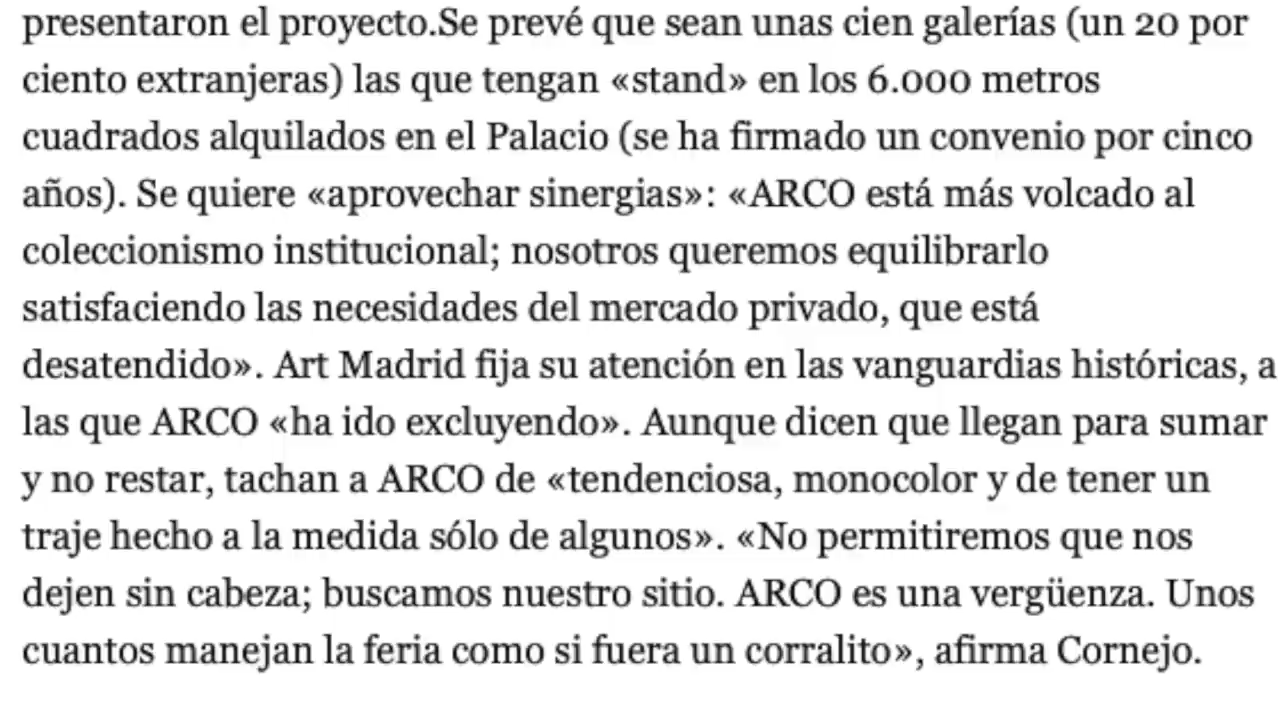 presentaron el proyecto.Se prevé que sean unas cien galerías (un 20 por
ciento extranjeras) las que tengan «stand» en los 6.000 metros
cuadrados alquilados en el Palacio (se ha firmado un convenio por cinco
años). Se quiere «aprovechar sinergias»: «ARCO está más volcado al
coleccionismo institucional; nosotros queremos equilibrarlo
satisfaciendo las necesidades del mercado privado, que está
desatendido». Art Madrid fija su atención en las vanguardias históricas, a
las que ARCO «ha ido excluyendo». Aunque dicen que llegan para sumar
y no restar, tachan a ARCO de «tendenciosa, monocolor y de tener un
traje hecho a la medida sólo de algunos». «No permitiremos que nos
dejen sin cabeza; buscamos nuestro sitio. ARCO es una vergüenza. Unos
cuantos manejan la feria como si fuera un corralito», afirma Cornejo.